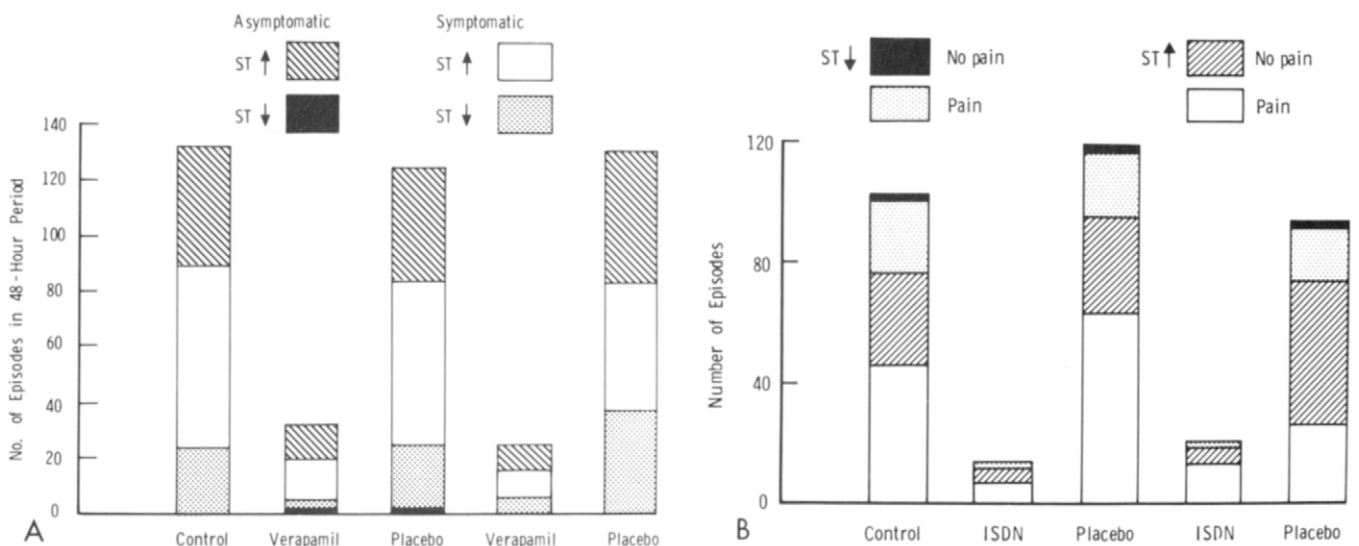 Asymptomatic Symptomatic
ST ↑ ST ↑
ST ↓ ST ↓
No. of Episodes in 48-Hour Period
140
120
100
80
60
40
20
0
Control Verapamil Placebo Verapamil Placebo
A
ST ↓ No pain ST ↑ No pain
Pain Pain
Number of Episodes
120
80
40
0
Control ISDN Placebo ISDN Placebo
B